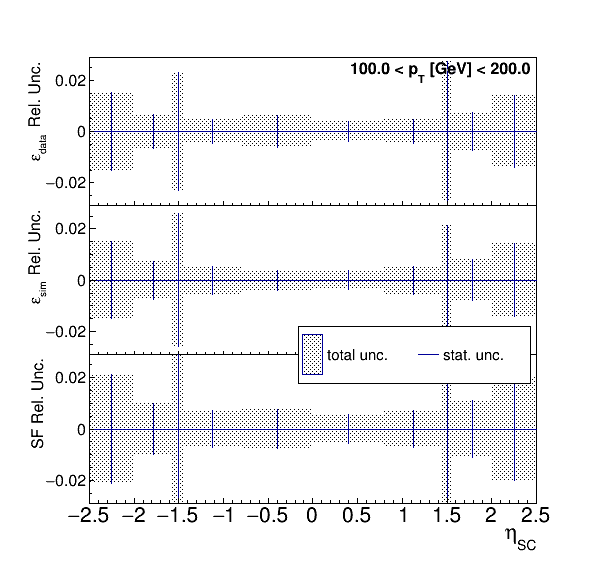 100.0 < p_T [GeV] < 200.0
ε_data Rel. Unc.
0.02
0
−0.02
ε_sim Rel. Unc.
0.02
0
−0.02
total unc. stat. unc.
SF Rel. Unc.
0.02
0
−0.02
−2.5 −2 −1.5 −1 −0.5 0 0.5 1 1.5 2 2.5
η_SC